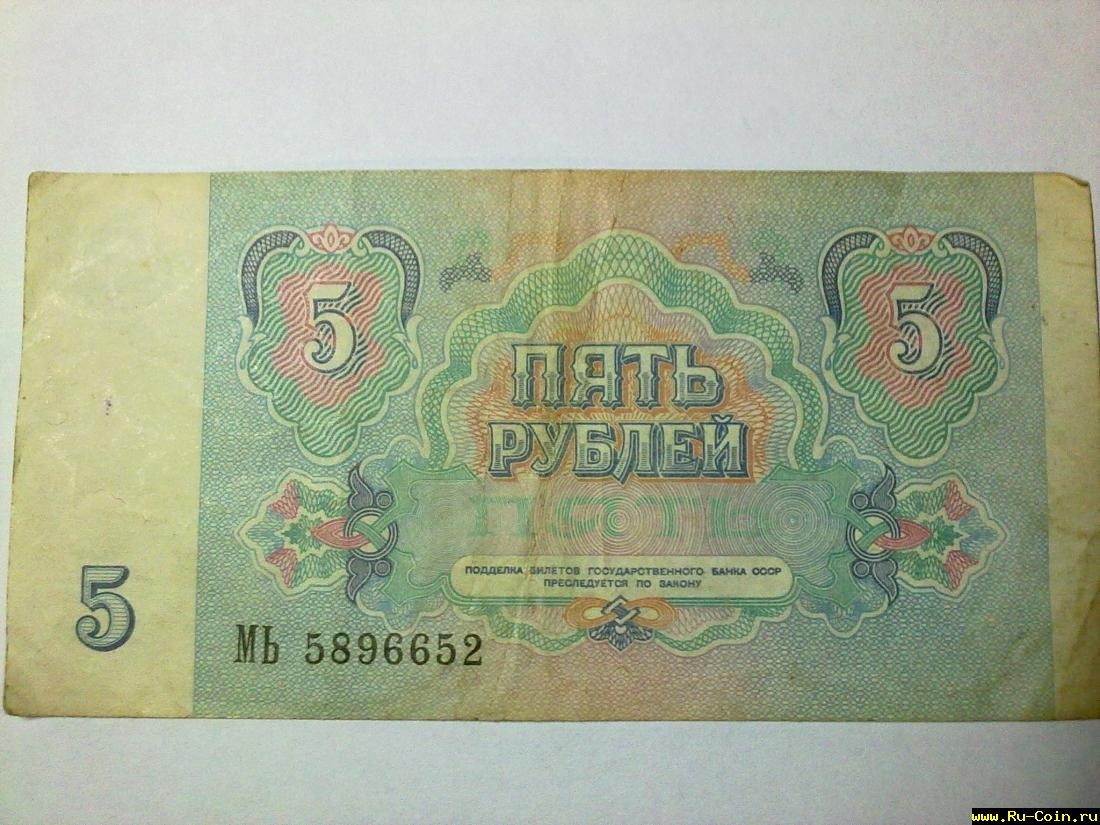 5 5
ПЯТЬ
РУБЛЕЙ
ПОДДЕЛКА БИЛЕТОВ ГОСУДАРСТВЕННОГО БАНКА СССР
ПРЕСЛЕДУЕТСЯ ПО ЗАКОНУ
5
МЬ 5896652
www.Ru-Coin.ru